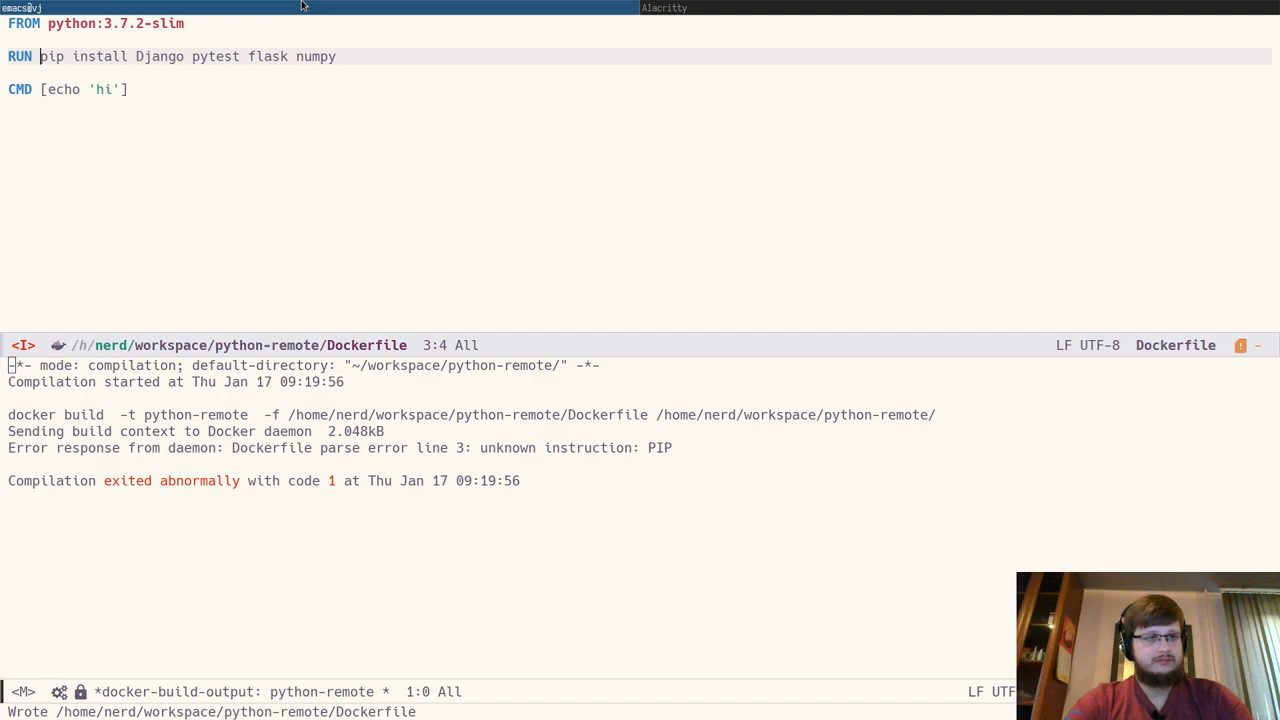 emacs@vj
Alacritty
FROM python:3.7.2-slim
RUN pip install Django pytest flask numpy
CMD [echo 'hi']
<I> /h/nerd/workspace/python-remote/Dockerfile 3:4 All LF UTF-8 Dockerfile ! –
-*- mode: compilation; default-directory: "~/workspace/python-remote/" -*-
Compilation started at Thu Jan 17 09:19:56
docker build  -t python-remote  -f /home/nerd/workspace/python-remote/Dockerfile /home/nerd/workspace/python-remote/
Sending build context to Docker daemon  2.048kB
Error response from daemon: Dockerfile parse error line 3: unknown instruction: PIP
Compilation exited abnormally with code 1 at Thu Jan 17 09:19:56
<M> *docker-build-output: python-remote * 1:0 All LF UTF
Wrote /home/nerd/workspace/python-remote/Dockerfile